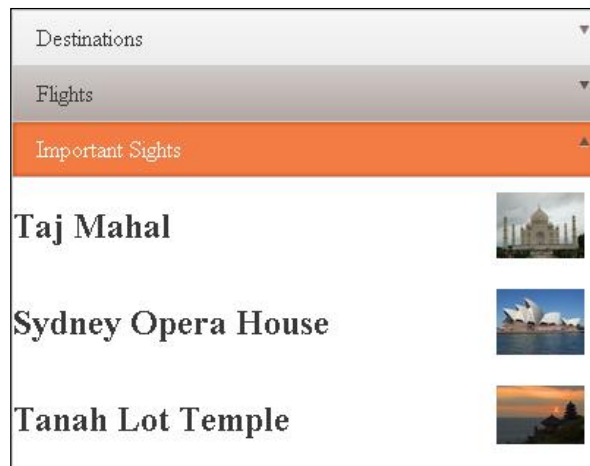 Destinations
Flights
Important Sights
Taj Mahal
Sydney Opera House
Tanah Lot Temple